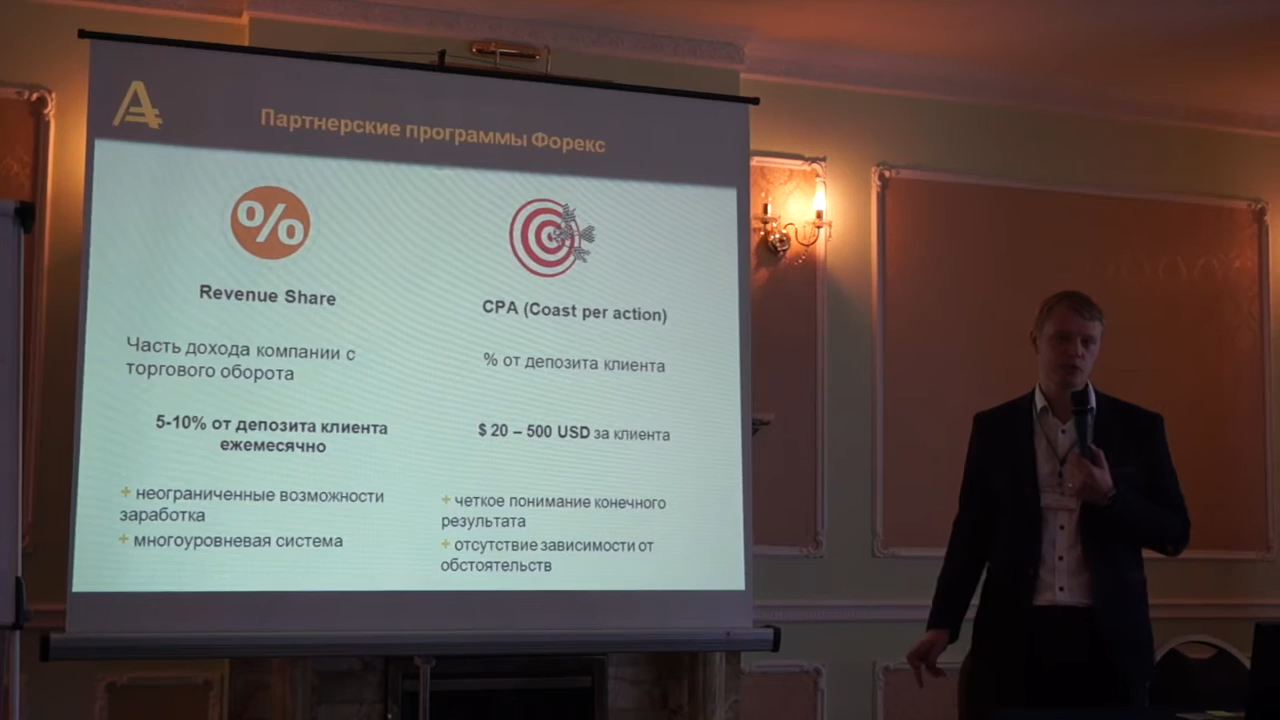 Партнерские программы Форекс
%
Revenue Share
Часть дохода компании с
торгового оборота
5-10% от депозита клиента
ежемесячно
+ неограниченные возможности
заработка
+ многоуровневая система
CPA (Coast per action)
% от депозита клиента
$ 20 – 500 USD за клиента
+ четкое понимание конечного
результата
+ отсутствие зависимости от
обстоятельств